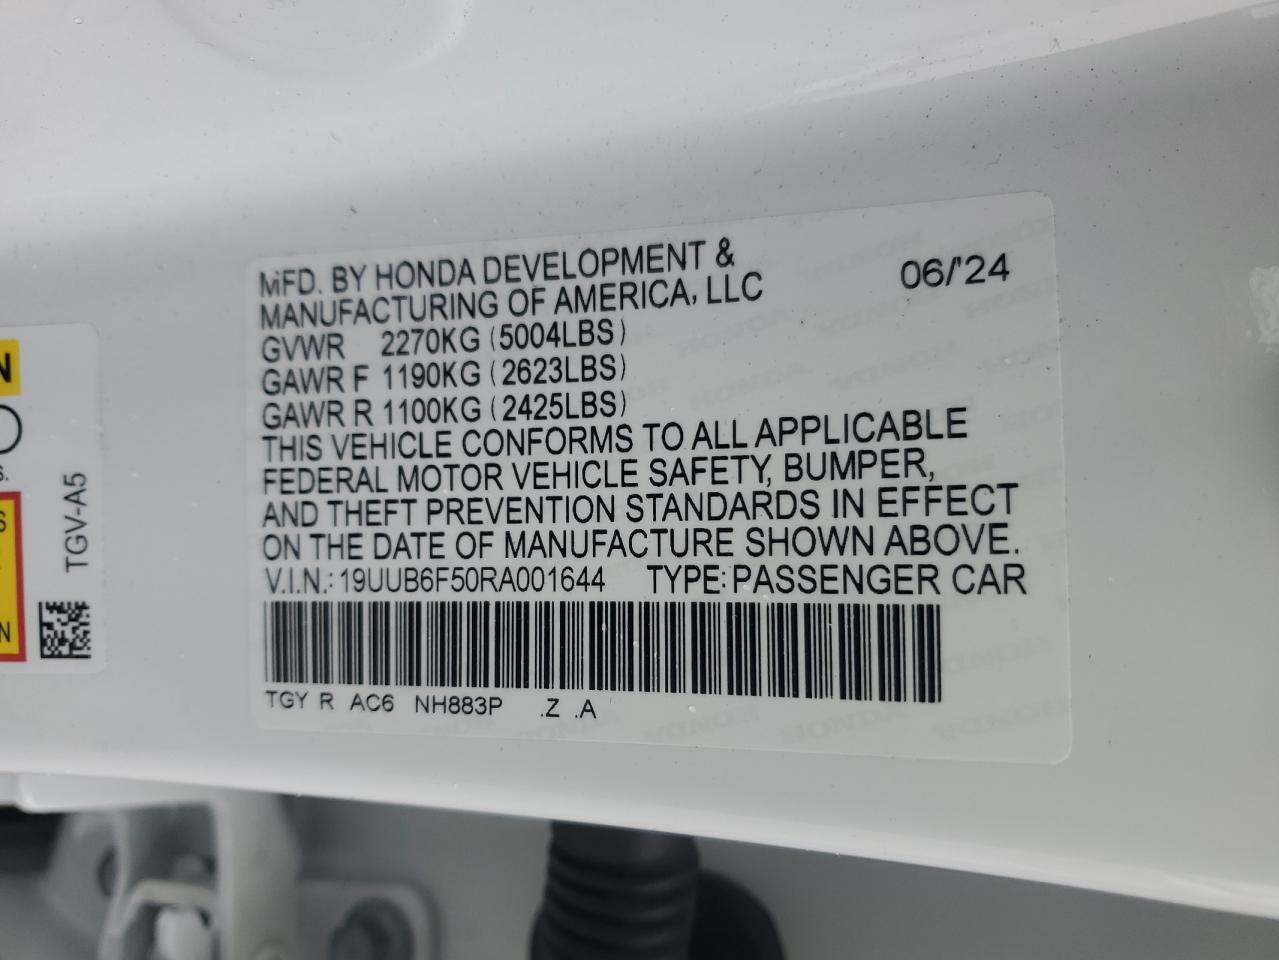 MFD. BY HONDA DEVELOPMENT &
MANUFACTURING OF AMERICA, LLC
06/'24
GVWR 2270KG (5004LBS)
GAWR F 1190KG (2623LBS)
GAWR R 1100KG (2425LBS)
THIS VEHICLE CONFORMS TO ALL APPLICABLE
FEDERAL MOTOR VEHICLE SAFETY, BUMPER,
AND THEFT PREVENTION STANDARDS IN EFFECT
ON THE DATE OF MANUFACTURE SHOWN ABOVE.
V.I.N.: 19UUB6F50RA001644 TYPE: PASSENGER CAR
TGY R AC6 NH883P .Z .A
TGV-A5
N
S.
S
N